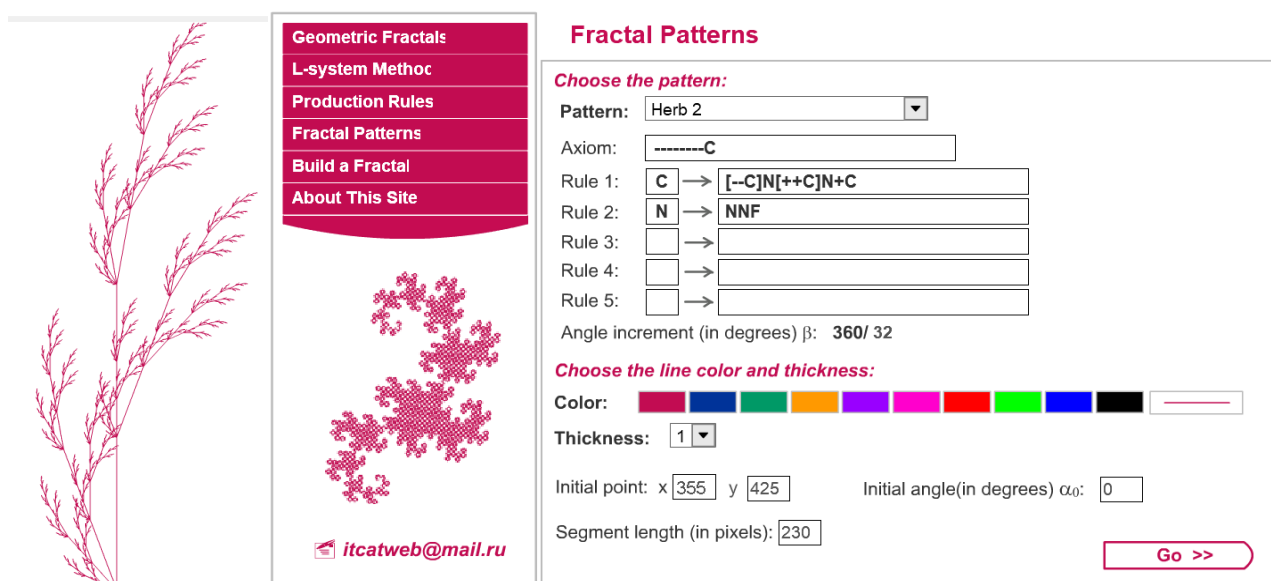 Geometric Fractals
L-system Method
Production Rules
Fractal Patterns
Build a Fractal
About This Site
itcatweb@mail.ru
Fractal Patterns
Choose the pattern:
Pattern: Herb 2
Axiom: --------C
Rule 1: C → [--C]N[++C]N+C
Rule 2: N → NNF
Rule 3: →
Rule 4: →
Rule 5: →
Angle increment (in degrees) β: 360/ 32
Choose the line color and thickness:
Color:
Thickness: 1
Initial point: x 355 y 425 Initial angle(in degrees) α₀: 0
Segment length (in pixels): 230
Go >>